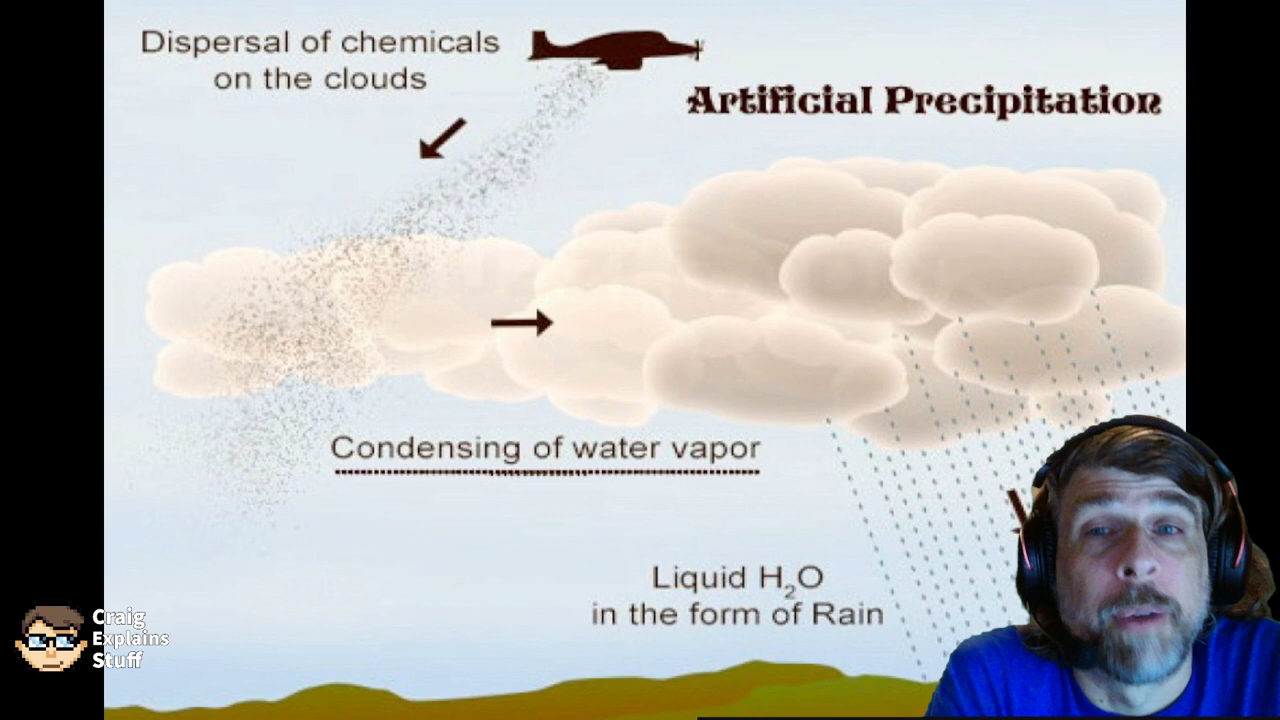 Dispersal of chemicals
on the clouds
Artificial Precipitation
Condensing of water vapor
Liquid H₂O
in the form of Rain
Craig
Explains
Stuff